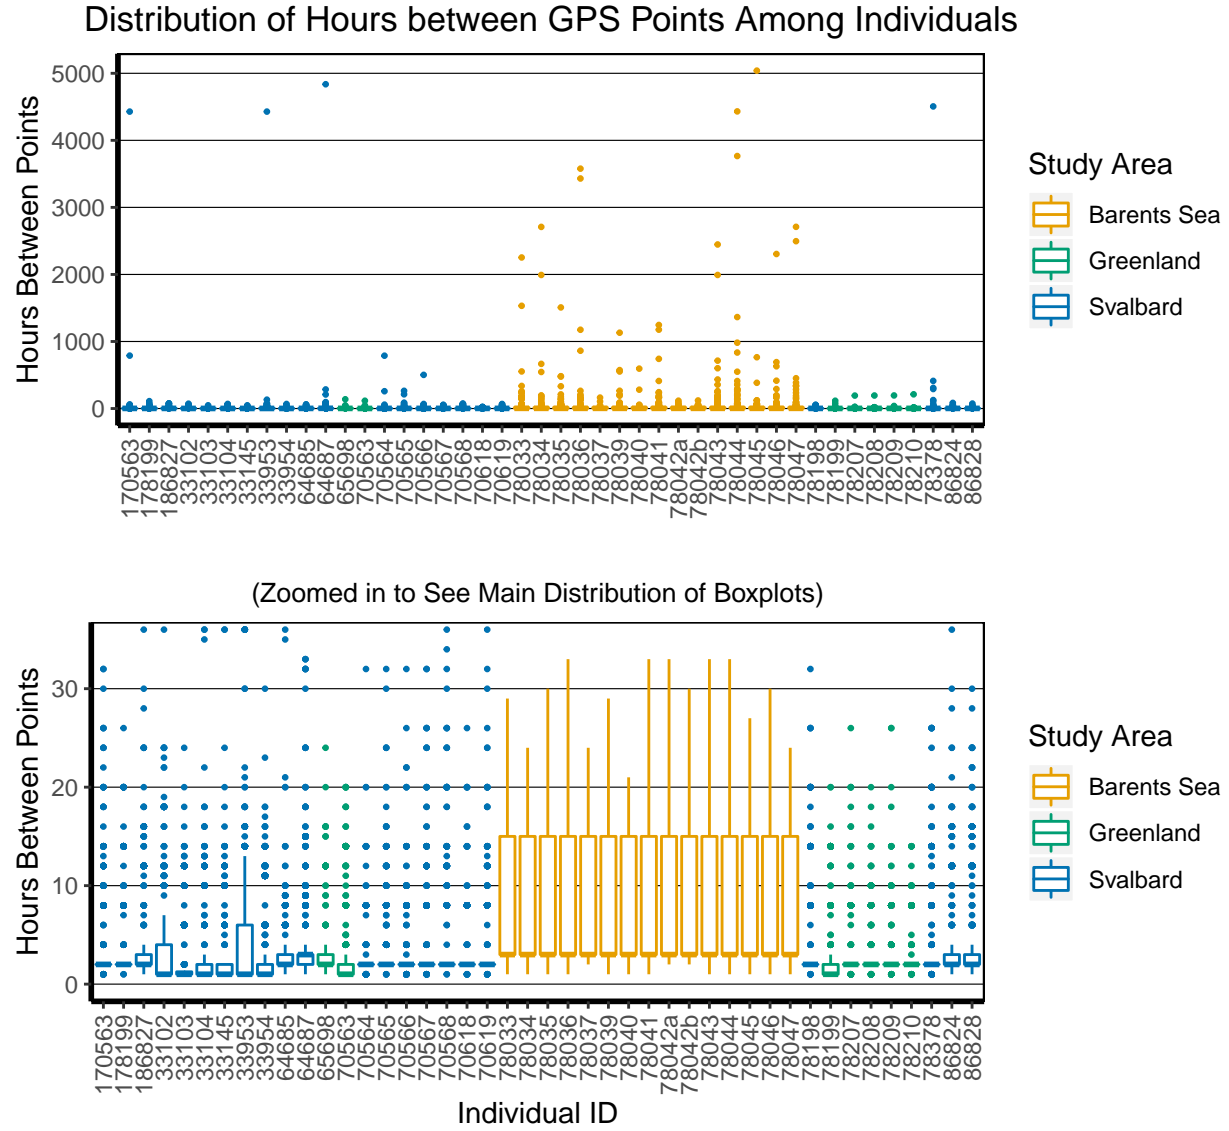 Distribution of Hours between GPS Points Among Individuals
Hours Between Points
5000
4000
3000
2000
1000
0
170563 178199 186827 33102 33103 33104 33145 33953 33954 64685 64687 65698 70563 70564 70565 70566 70567 70568 70618 70619 78033 78034 78035 78036 78037 78039 78040 78041 78042a 78042b 78043 78044 78045 78046 78047 78198 78199 78207 78208 78209 78210 78378 86824 86828
Study Area
Barents Sea
Greenland
Svalbard
(Zoomed in to See Main Distribution of Boxplots)
Hours Between Points
30
20
10
0
170563 178199 186827 33102 33103 33104 33145 33953 33954 64685 64687 65698 70563 70564 70565 70566 70567 70568 70618 70619 78033 78034 78035 78036 78037 78039 78040 78041 78042a 78042b 78043 78044 78045 78046 78047 78198 78199 78207 78208 78209 78210 78378 86824 86828
Individual ID
Study Area
Barents Sea
Greenland
Svalbard